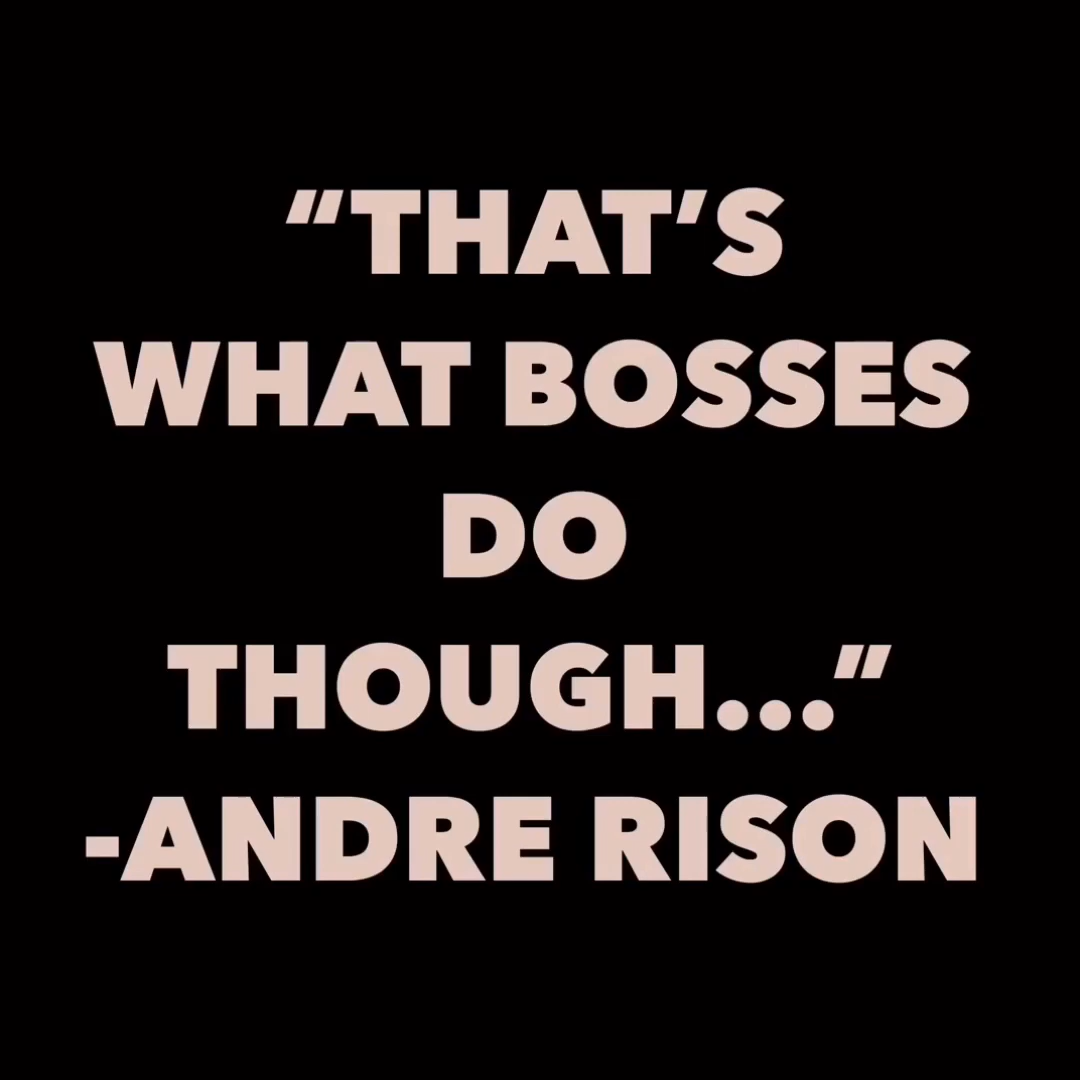 “THAT’S
WHAT BOSSES
DO
THOUGH...”
-ANDRE RISON